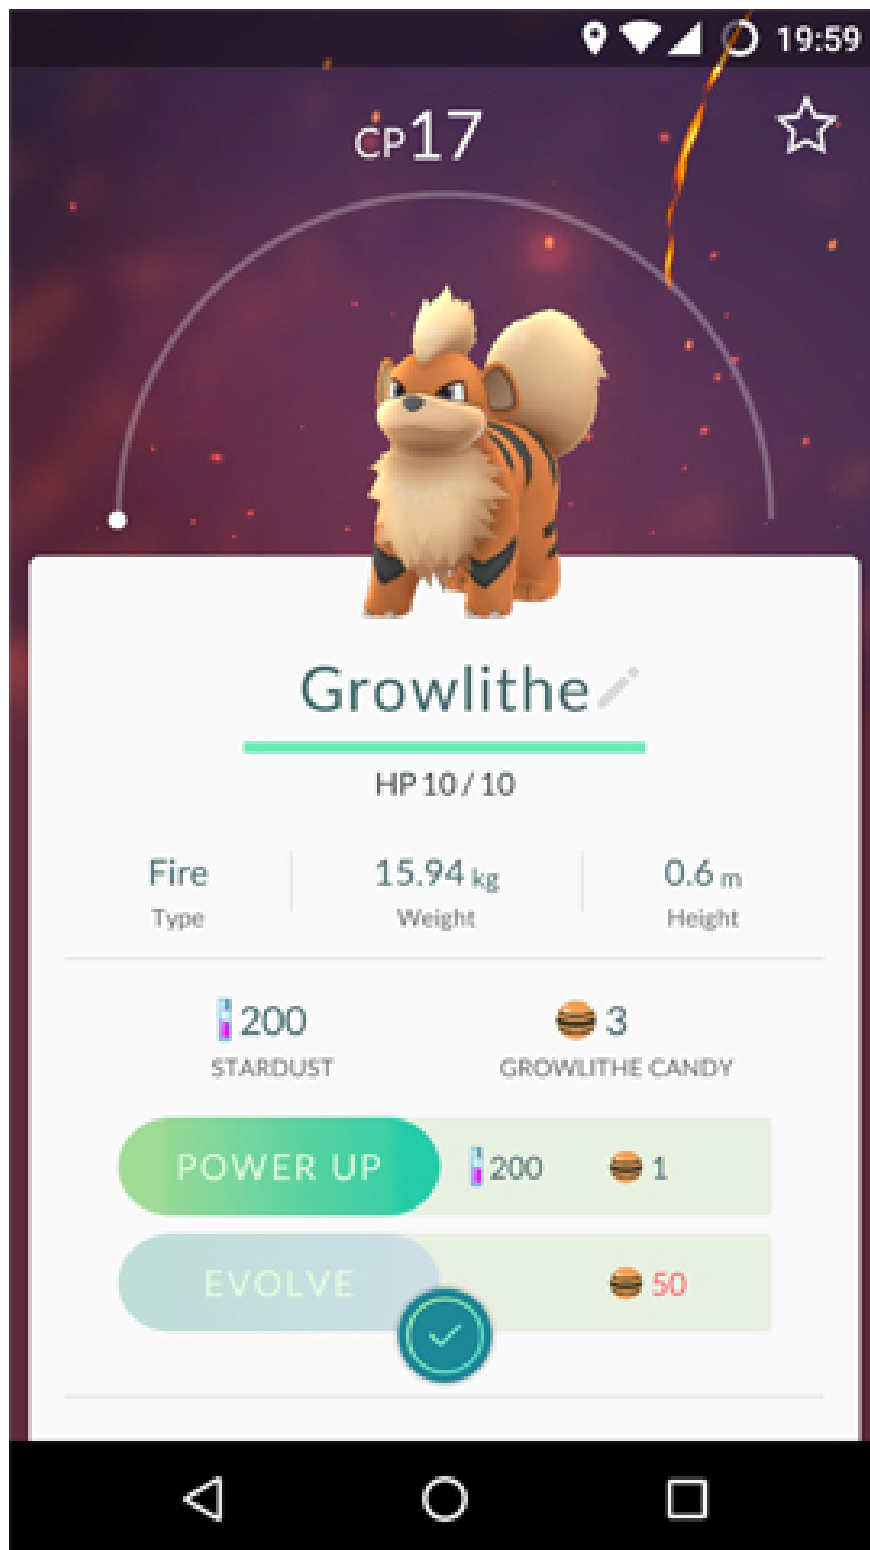 19:59
CP17
Growlithe
HP 10 / 10
Fire 15.94 kg 0.6 m
Type Weight Height
200 3
STARDUST GROWLITHE CANDY
POWER UP 200 1
EVOLVE 50